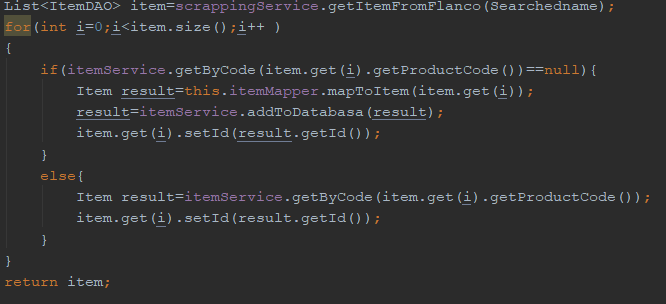 List<ItemDAO> item=scrappingService.getItemFromFlanco(Searchedname);
for(int i=0;i<item.size();i++ )
{
if(itemService.getByCode(item.get(i).getProductCode())==null){
Item result=this.itemMapper.mapToItem(item.get(i));
result=itemService.addToDatabasa(result);
item.get(i).setId(result.getId());
}
else{
Item result=itemService.getByCode(item.get(i).getProductCode());
item.get(i).setId(result.getId());
}
}
return item;